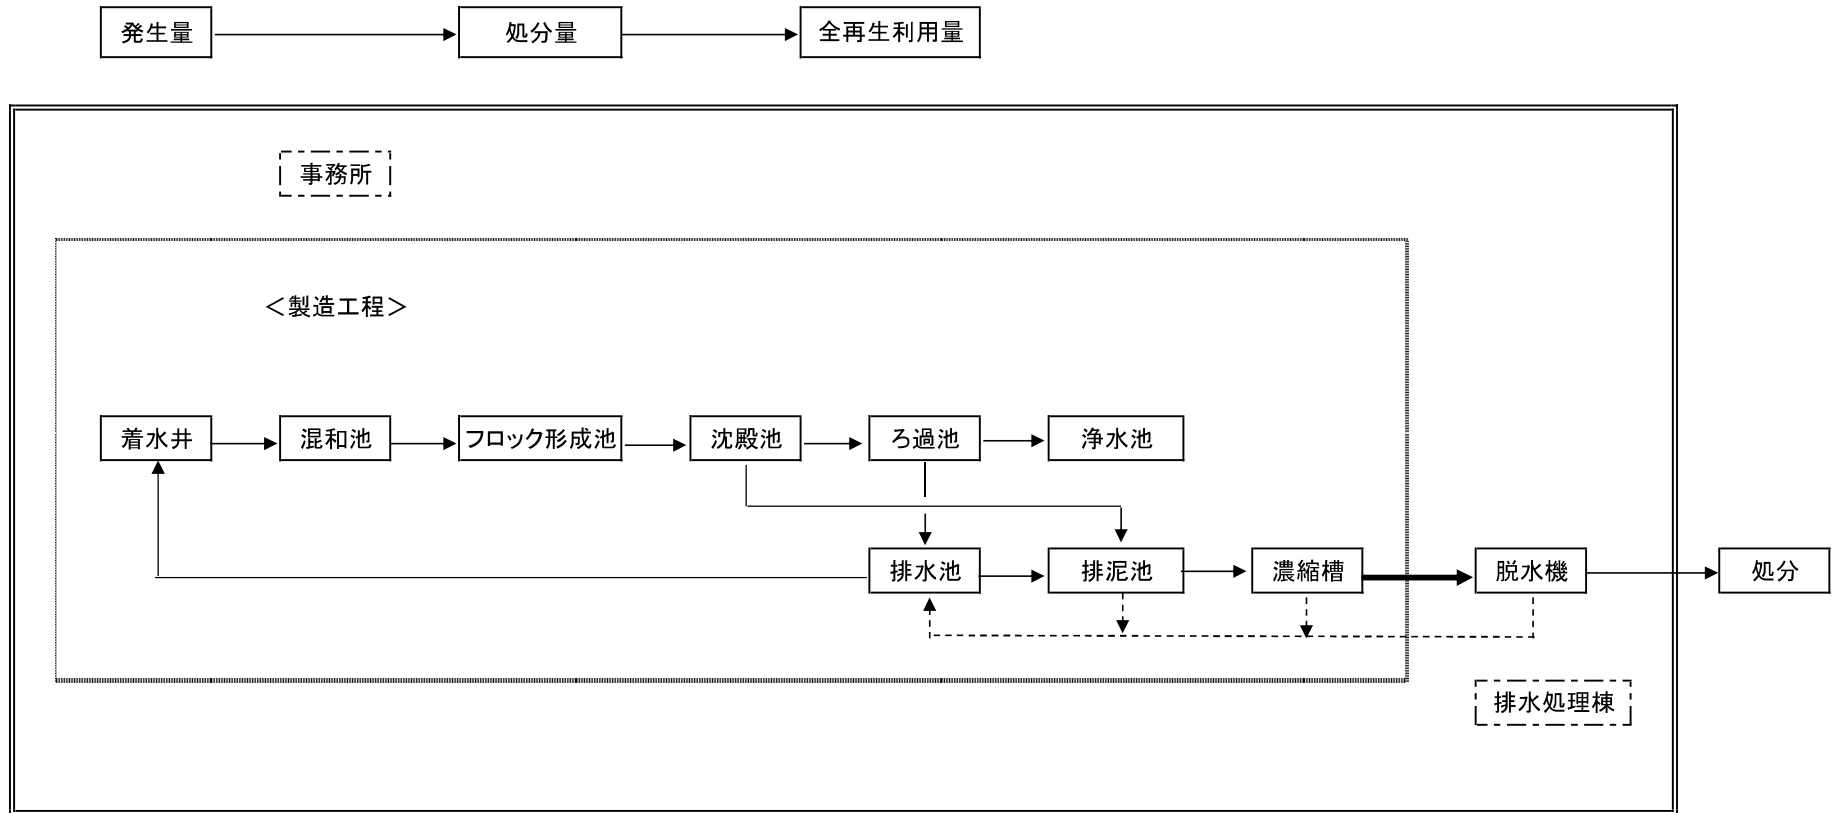 発生量
処分量
全再生利用量
事務所
＜製造工程＞
着水井
混和池
フロック形成池
沈殿池
ろ過池
浄水池
排水池
排泥池
濃縮槽
脱水機
処分
排水処理棟